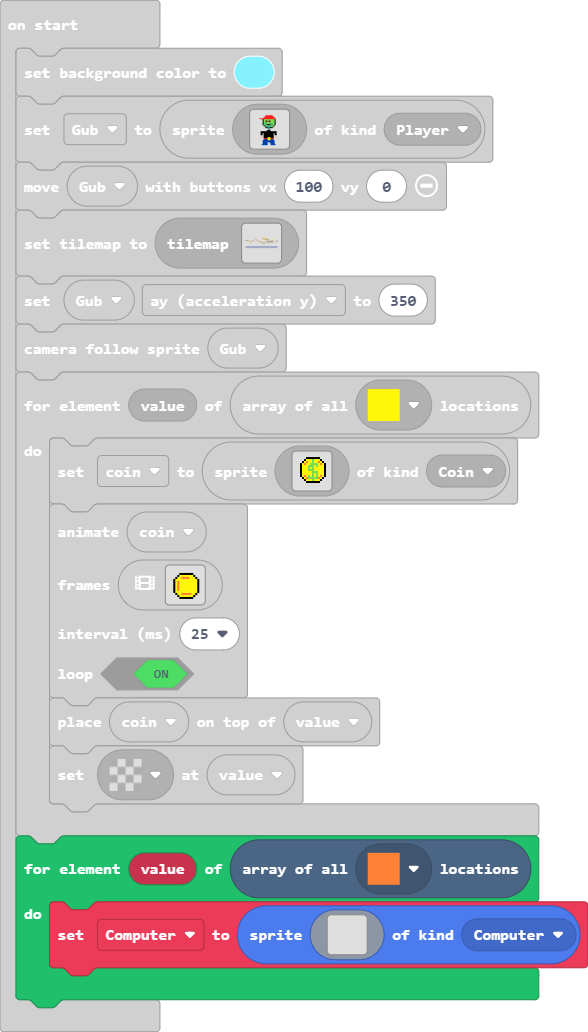 on start
set background color to
set Gub to sprite of kind Player
move Gub with buttons vx 100 vy 0
set tilemap to tilemap
set Gub ay (acceleration y) to 350
camera follow sprite Gub
for element value of array of all locations
do
set coin to sprite of kind Coin
animate coin
frames
interval (ms) 25
loop ON
place coin on top of value
set at value
for element value of array of all locations
do
set Computer to sprite of kind Computer